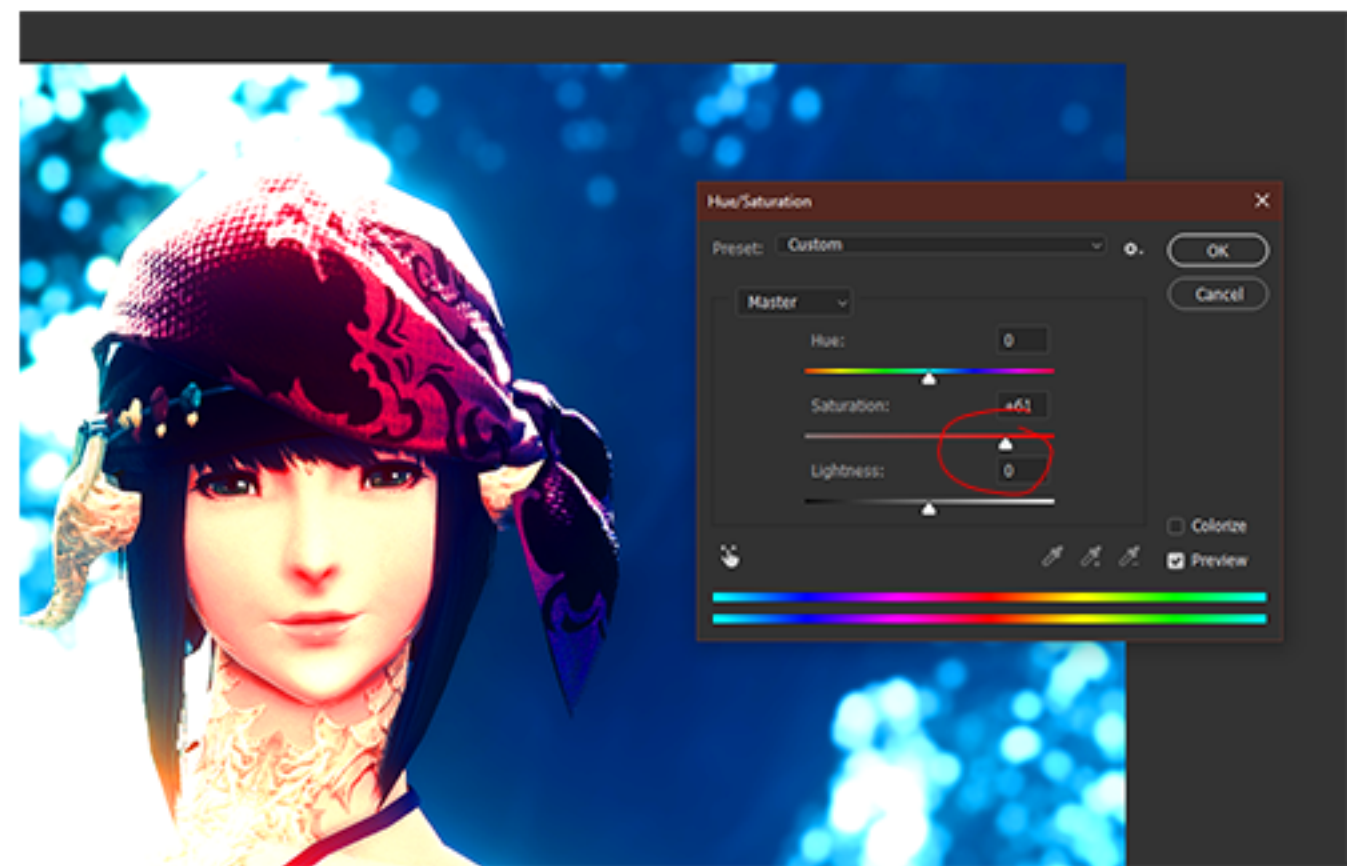 Hue/Saturation
Preset: Custom
OK
Cancel
Master
Hue: 0
Saturation: +61
Lightness: 0
Colorize
Preview